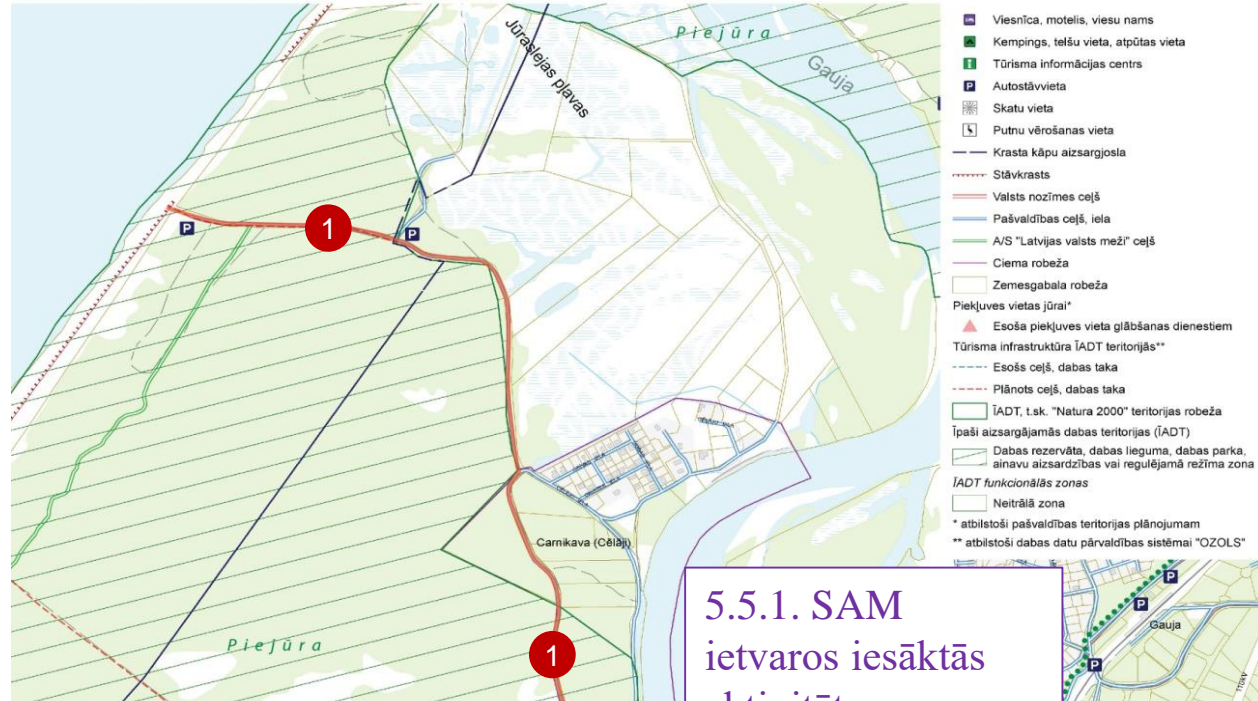 Piejūra
Jūraslejas pļavas
Gauja
P
P
1
Carnikava (Cēlāji)
Piejūra
1
Viesnīca, motelis, viesu nams
Kempings, telšu vieta, atpūtas vieta
Tūrisma informācijas centrs
P Autostāvvieta
Skatu vieta
Putnu vērošanas vieta
Krasta kāpu aizsargjosla
Stāvkrasts
Valsts nozīmes ceļš
Pašvaldības ceļš, iela
A/S "Latvijas valsts meži" ceļš
Ciema robeža
Zemesgabala robeža
Piekļuves vietas jūrai*
Esoša piekļuves vieta glābšanas dienestiem
Tūrisma infrastruktūra ĪADT teritorijās**
Esošs ceļš, dabas taka
Plānots ceļš, dabas taka
ĪADT, t.sk. "Natura 2000" teritorijas robeža
Īpaši aizsargājamās dabas teritorijas (ĪADT)
Dabas rezervāta, dabas lieguma, dabas parka,
ainavu aizsardzības vai regulējamā režīma zona
ĪADT funkcionālās zonas
Neitrālā zona
* atbilstoši pašvaldības teritorijas plānojumam
** atbilstoši dabas datu pārvaldības sistēmai "OZOLS"
5.5.1. SAM
ietvaros iesāktās
P
P
Gauja
P
110kV